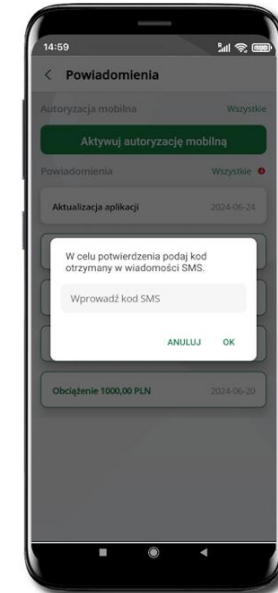 14:59
Powiadomienia
Autoryzacja mobilna Wszystkie
Aktywuj autoryzację mobilną
Powiadomienia Wszystkie
Aktualizacja aplikacji 2024-06-24
W celu potwierdzenia podaj kod
otrzymany w wiadomości SMS.
Wprowadź kod SMS
ANULUJ OK
Obciążenie 1000,00 PLN 2024-06-20